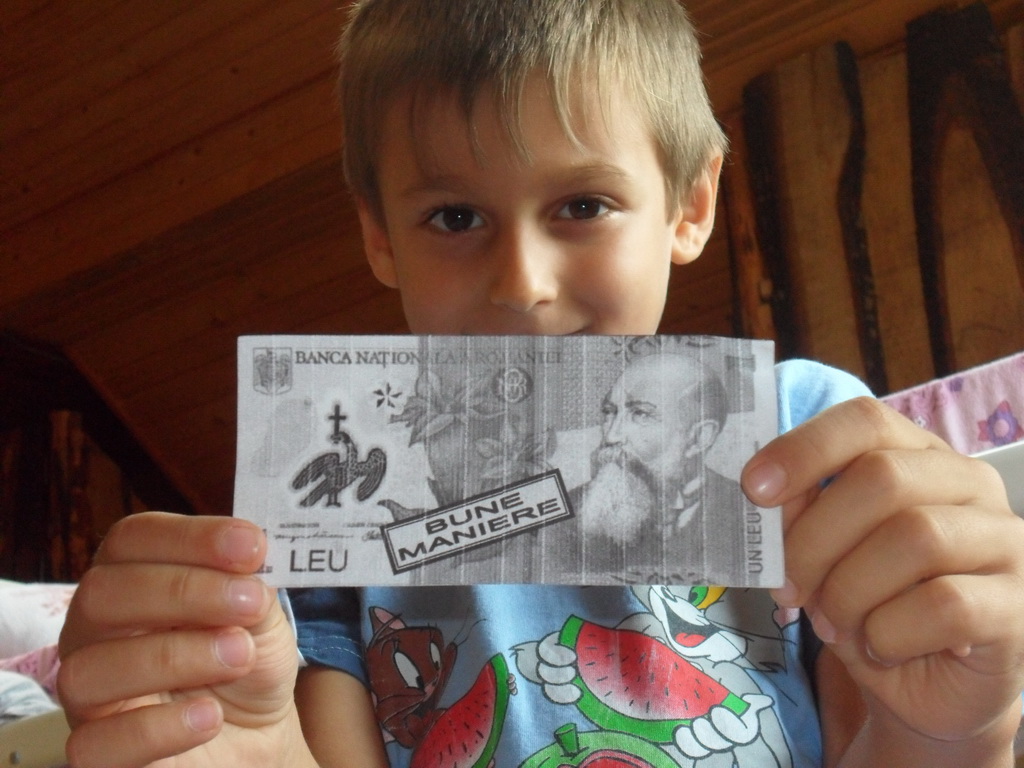 BANCA NAȚIONALĂ A ROMÂNIEI
BUNE
MANIERE
LEU
UN LEU